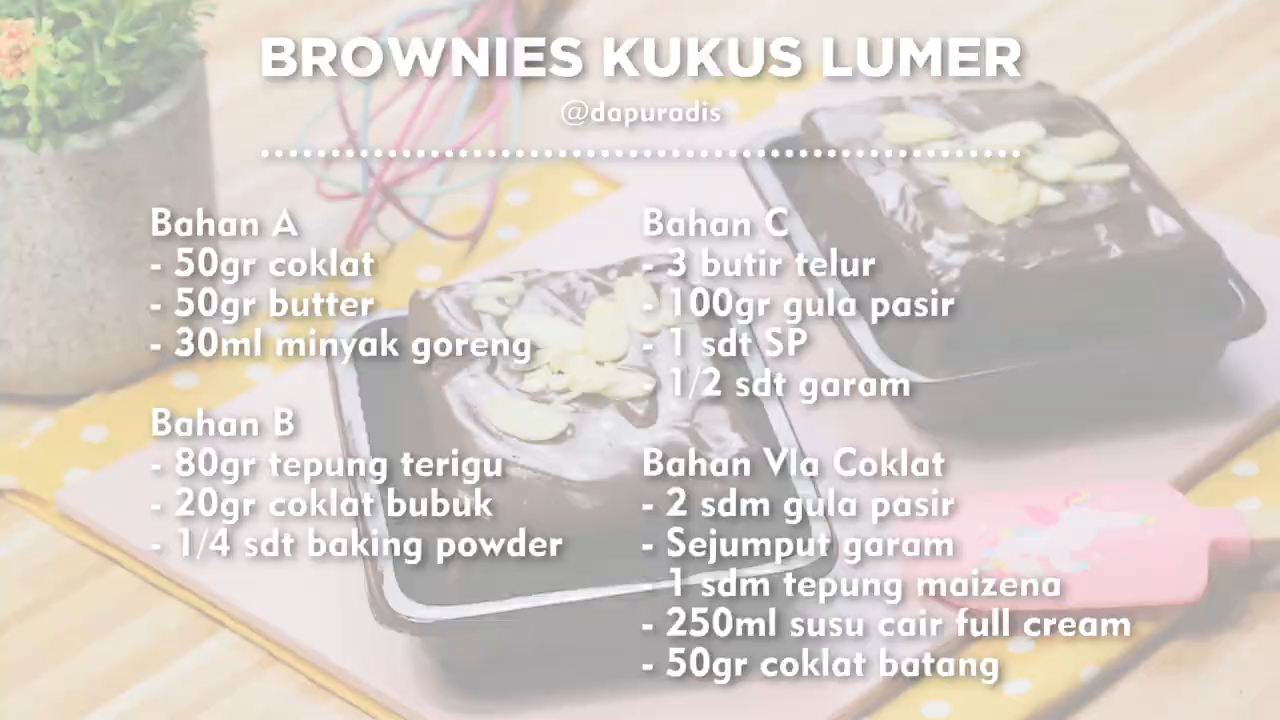 BROWNIES KUKUS LUMER
@dapuradis
Bahan A
- 50gr coklat
- 50gr butter
- 30ml minyak goreng
Bahan B
- 80gr tepung terigu
- 20gr coklat bubuk
- 1/4 sdt baking powder
Bahan C
- 3 butir telur
- 100gr gula pasir
- 1 sdt SP
- 1/2 sdt garam
Bahan Vla Coklat
- 2 sdm gula pasir
- Sejumput garam
- 1 sdm tepung maizena
- 250ml susu cair full cream
- 50gr coklat batang